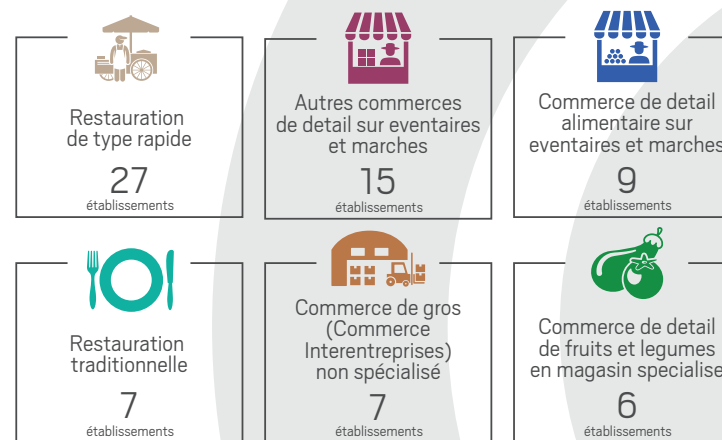 Restauration
de type rapide
27
établissements
Autres commerces
de detail sur eventaires
et marches
15
établissements
Commerce de detail
alimentaire sur
eventaires et marches
9
établissements
Restauration
traditionnelle
7
établissements
Commerce de gros
(Commerce
Interentreprises)
non spécialisé
7
établissements
Commerce de detail
de fruits et legumes
en magasin specialise
6
établissements